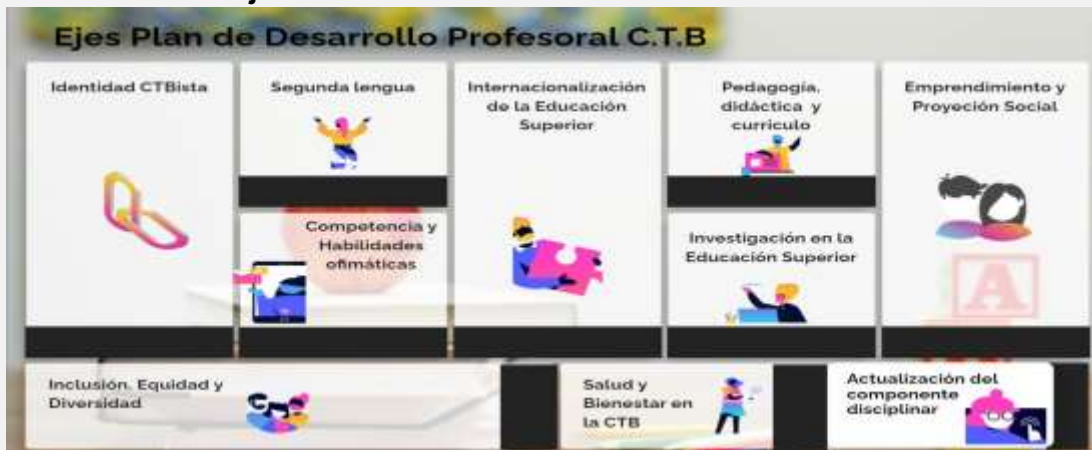 Ejes Plan de Desarrollo Profesoral C.T.B
Identidad CTBista
Segunda lengua
Competencia y
Habilidades
ofimáticas
Internacionalización
de la Educación
Superior
Pedagogía,
didáctica y
curriculo
Investigación en la
Educación Superior
Emprendimiento y
Proyeción Social
A
Inclusión, Equidad y
Diversidad
Salud y
Bienestar en
la CTB
Actualización del
componente
disciplinar